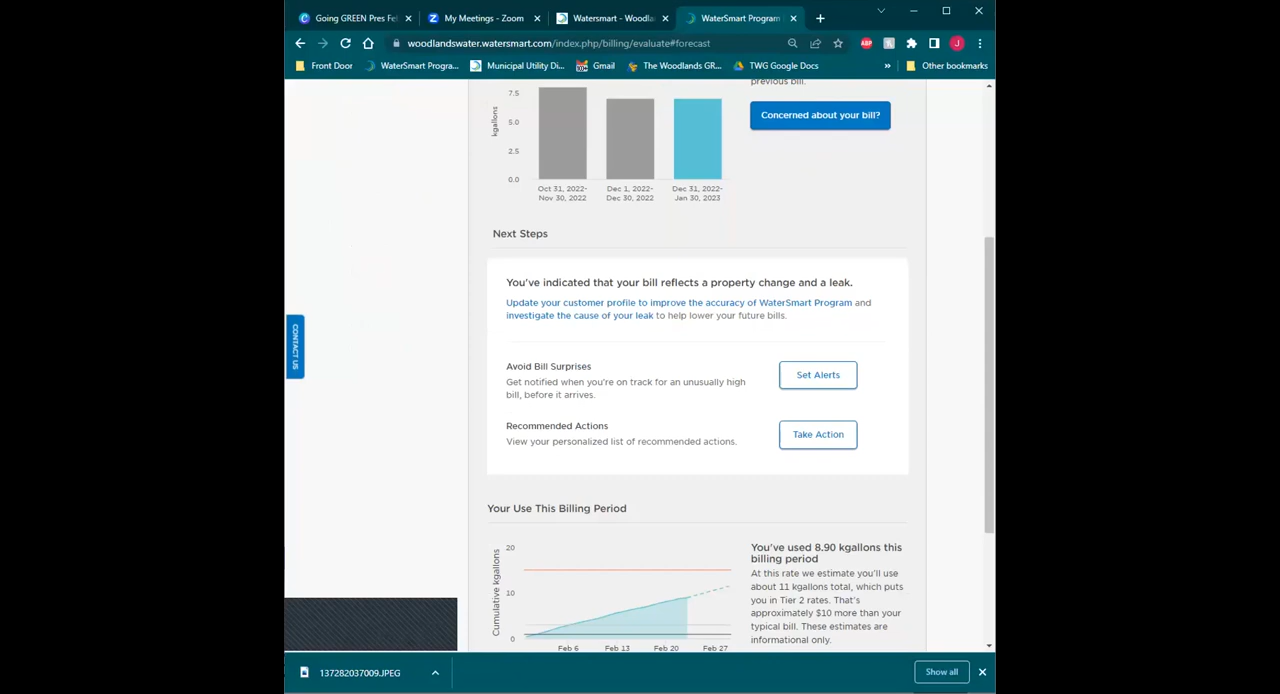 Going GREEN Pres Fel
My Meetings - Zoom
Watersmart - Woodla
WaterSmart Program
woodlandswater.watersmart.com/index.php/billing/evaluate#forecast
ABP
J
Front Door
WaterSmart Progra...
Municipal Utility Di...
Gmail
The Woodlands GR...
TWG Google Docs
»
Other bookmarks
previous bill.
Concerned about your bill?
kgallons
7.5
5.0
2.5
0.0
Oct 31, 2022-
Nov 30, 2022
Dec 1, 2022-
Dec 30, 2022
Dec 31, 2022-
Jan 30, 2023
Next Steps
You've indicated that your bill reflects a property change and a leak.
Update your customer profile to improve the accuracy of WaterSmart Program and
investigate the cause of your leak to help lower your future bills.
CONTACT US
Avoid Bill Surprises
Get notified when you're on track for an unusually high
bill, before it arrives.
Set Alerts
Recommended Actions
View your personalized list of recommended actions.
Take Action
Your Use This Billing Period
Cumulative kgallons
20
10
0
Feb 6
Feb 13
Feb 20
Feb 27
You've used 8.90 kgallons this
billing period
At this rate we estimate you'll use
about 11 kgallons total, which puts
you in Tier 2 rates. That's
approximately $10 more than your
typical bill. These estimates are
informational only.
137282037009.JPEG
Show all